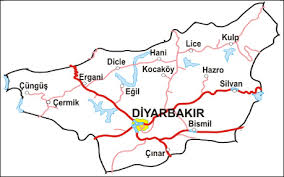 Kulp
Lice
Hani
Dicle
Kocaköy
Hazro
Ergani
Silvan
Eğil
Çüngüş
Çermik
DİYARBAKIR
Bismil
Çınar